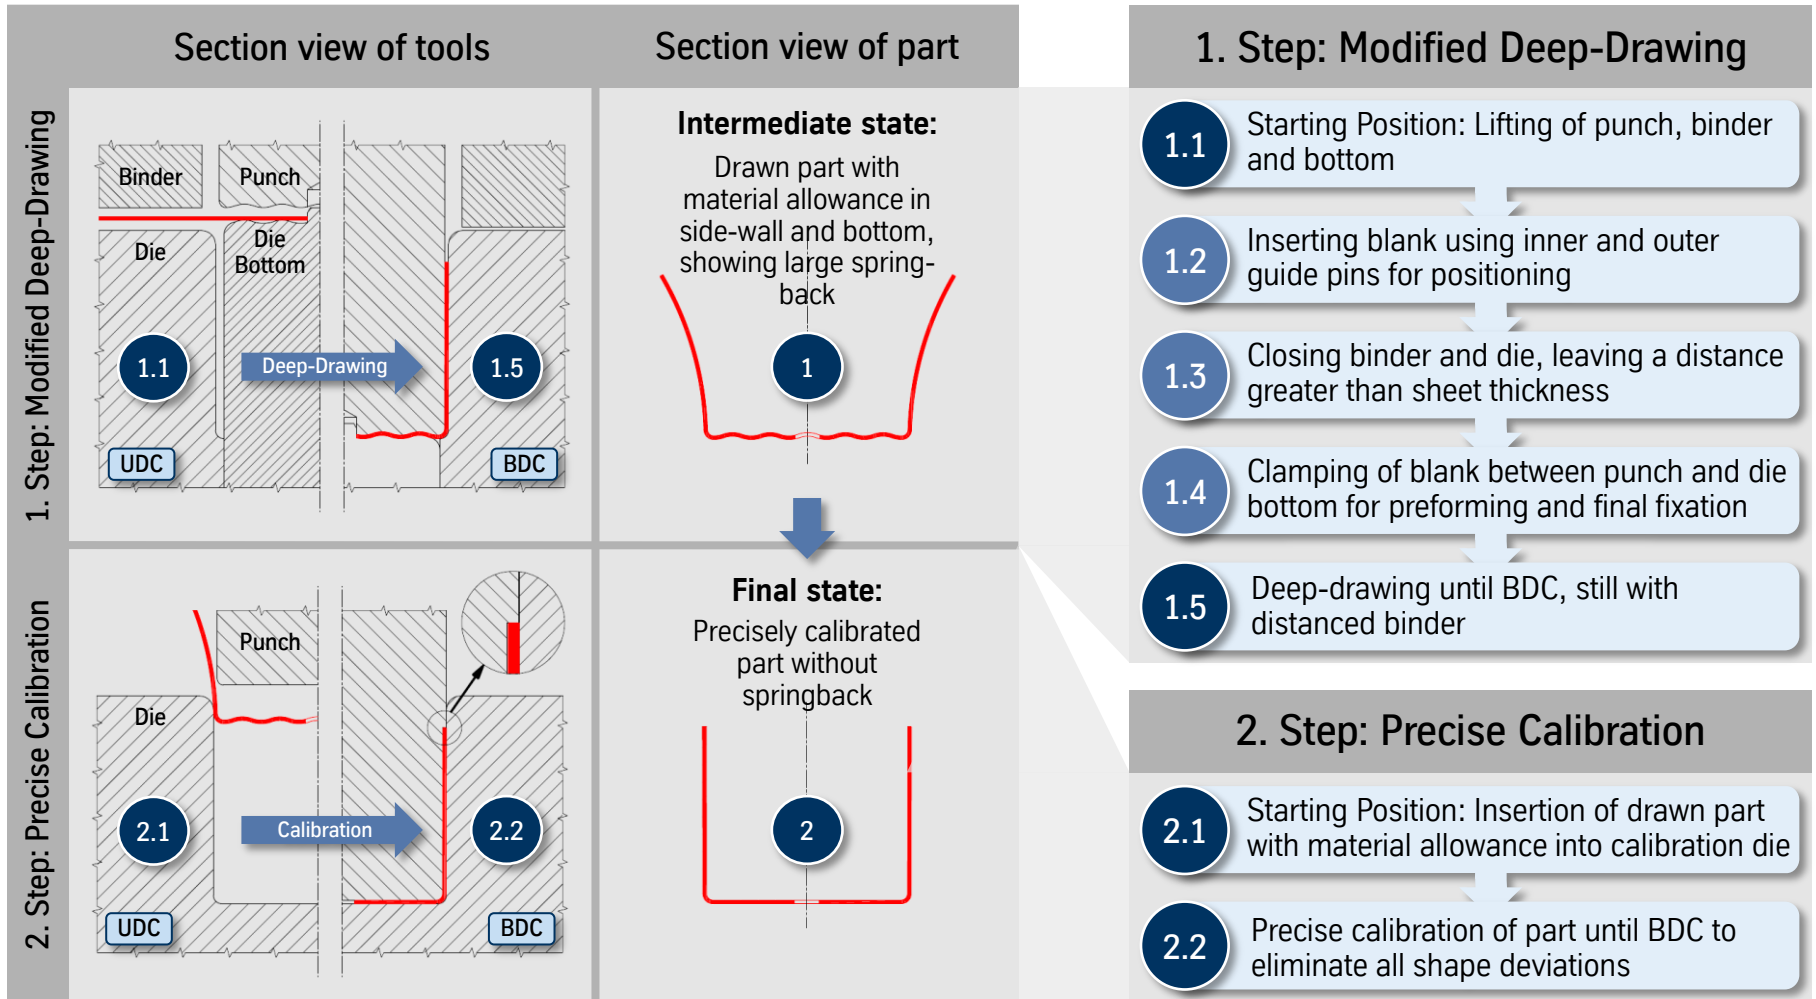 Section view of tools
Section view of part
1. Step: Modified Deep-Drawing
Binder
Punch
Die
Die
Bottom
1.1
Deep-Drawing
1.5
UDC
BDC
Intermediate state:
Drawn part with
material allowance in
side-wall and bottom,
showing large spring-
back
1
2. Step: Precise Calibration
Punch
Die
2.1
Calibration
2.2
UDC
BDC
Final state:
Precisely calibrated
part without
springback
2
1. Step: Modified Deep-Drawing
1.1
Starting Position: Lifting of punch, binder
and bottom
1.2
Inserting blank using inner and outer
guide pins for positioning
1.3
Closing binder and die, leaving a distance
greater than sheet thickness
1.4
Clamping of blank between punch and die
bottom for preforming and final fixation
1.5
Deep-drawing until BDC, still with
distanced binder
2. Step: Precise Calibration
2.1
Starting Position: Insertion of drawn part
with material allowance into calibration die
2.2
Precise calibration of part until BDC to
eliminate all shape deviations